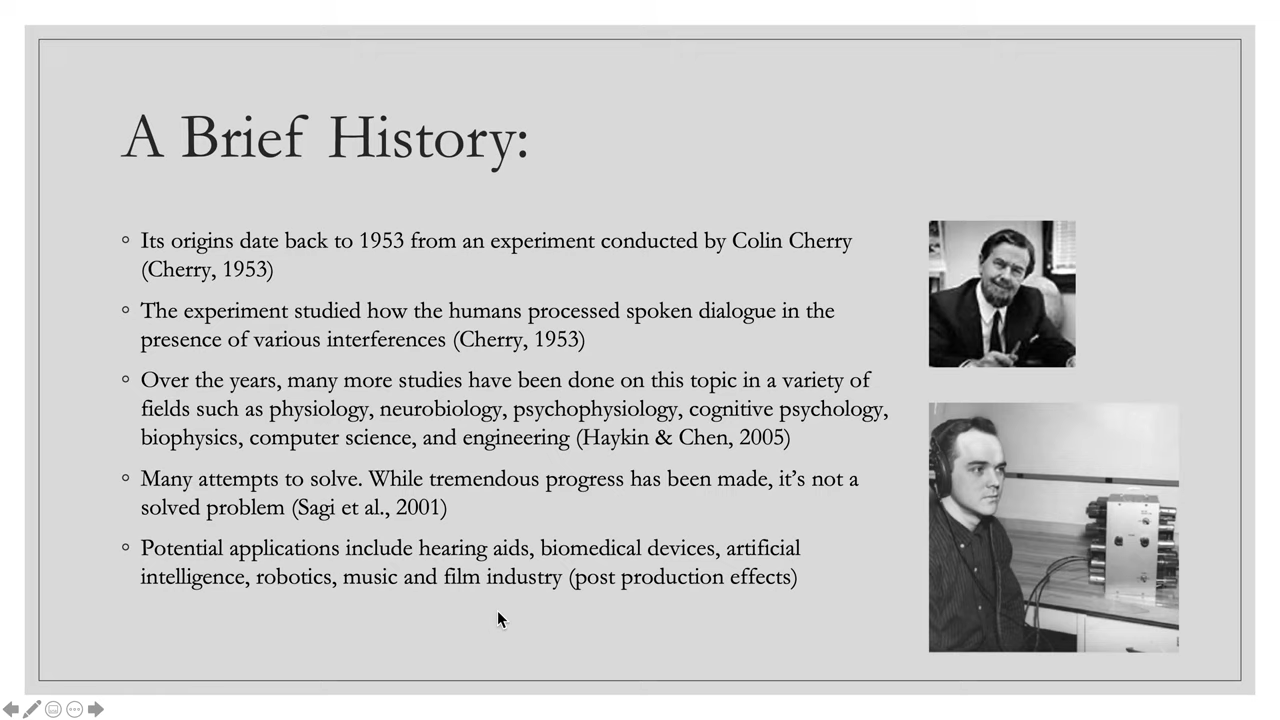 A Brief History:
Its origins date back to 1953 from an experiment conducted by Colin Cherry
(Cherry, 1953)
The experiment studied how the humans processed spoken dialogue in the
presence of various interferences (Cherry, 1953)
Over the years, many more studies have been done on this topic in a variety of
fields such as physiology, neurobiology, psychophysiology, cognitive psychology,
biophysics, computer science, and engineering (Haykin & Chen, 2005)
Many attempts to solve. While tremendous progress has been made, it’s not a
solved problem (Sagi et al., 2001)
Potential applications include hearing aids, biomedical devices, artificial
intelligence, robotics, music and film industry (post production effects)